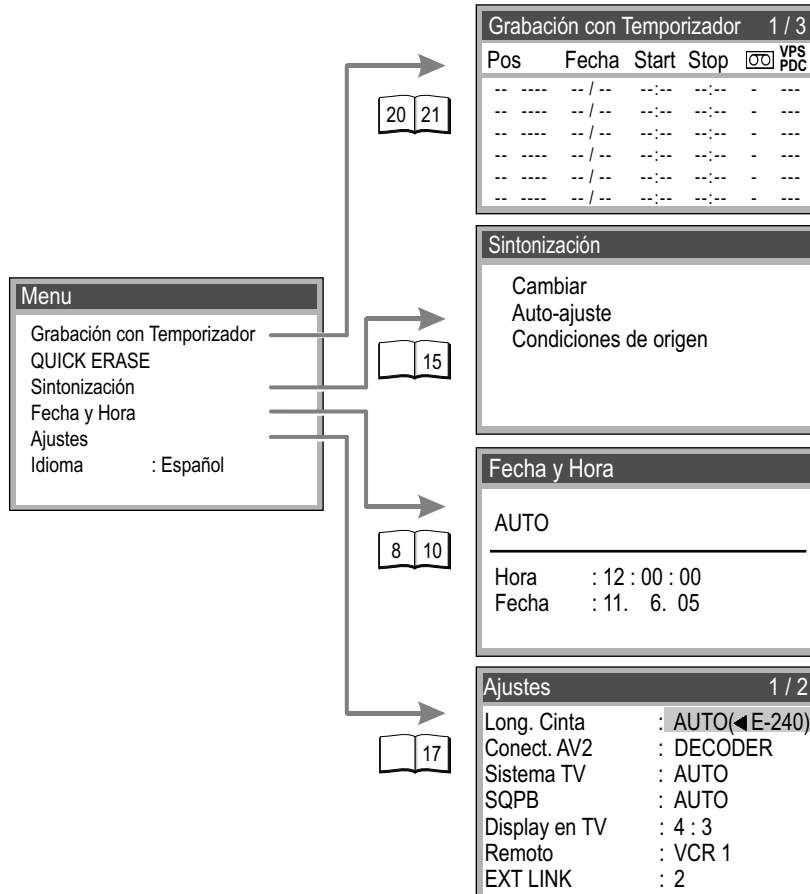 Grabación con Temporizador 1 / 3
Pos Fecha Start Stop VPS PDC
-- ---- -- / -- --:-- --:-- - ---
-- ---- -- / -- --:-- --:-- - ---
-- ---- -- / -- --:-- --:-- - ---
-- ---- -- / -- --:-- --:-- - ---
-- ---- -- / -- --:-- --:-- - ---
-- ---- -- / -- --:-- --:-- - ---
20 21
Menu
Grabación con Temporizador
QUICK ERASE
Sintonización
Fecha y Hora
Ajustes
Idioma : Español
Sintonización
Cambiar
Auto-ajuste
Condiciones de origen
15
Fecha y Hora
AUTO
Hora : 12 : 00 : 00
Fecha : 11. 6. 05
8 10
Ajustes 1 / 2
Long. Cinta : AUTO(◀E-240)
Conect. AV2 : DECODER
Sistema TV : AUTO
SQPB : AUTO
Display en TV : 4 : 3
Remoto : VCR 1
EXT LINK : 2
17